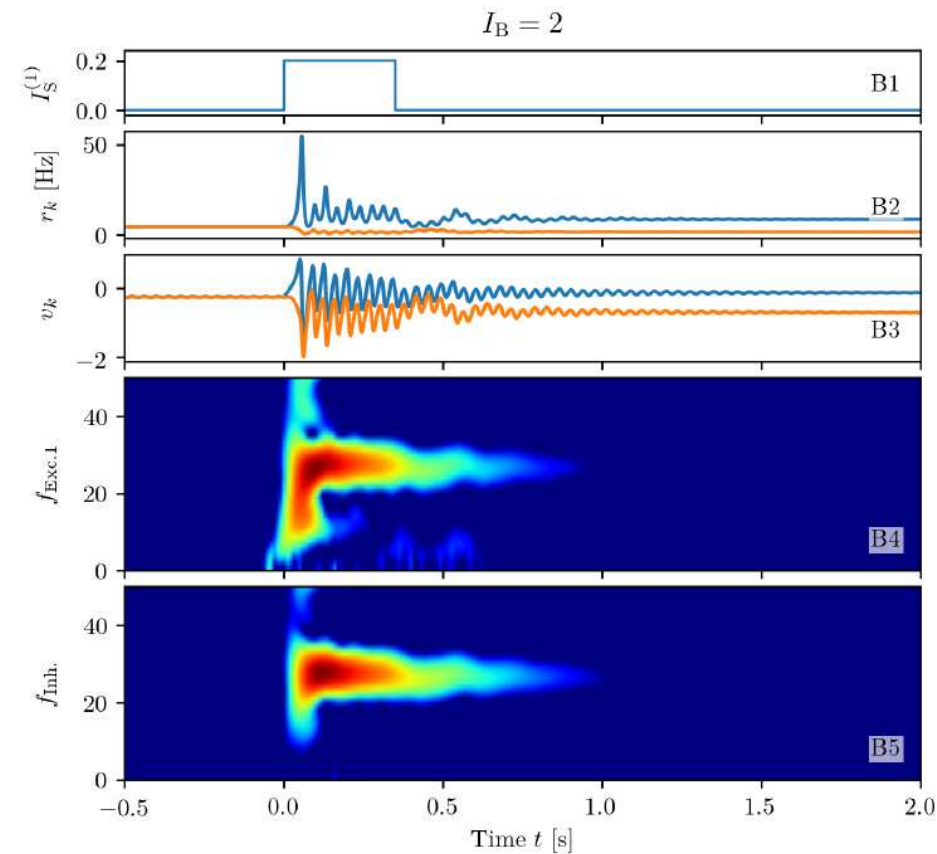 I_B = 2
I_S^(1)
0.2
0.0
B1
r_k [Hz]
50
0
B2
v_k
0
−2
B3
f_Exc.1
40
20
0
B4
f_Inh.
40
20
0
B5
−0.5 0.0 0.5 1.0 1.5 2.0
Time t [s]